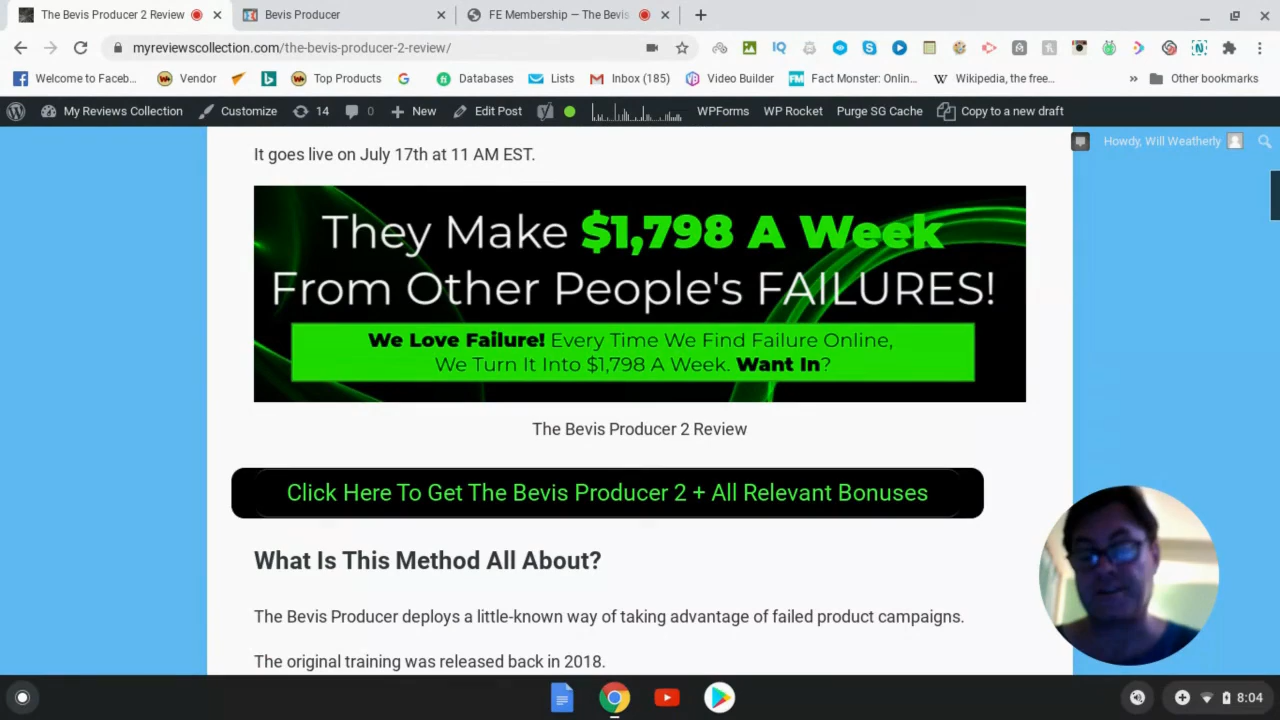 The Bevis Producer 2 Review
Bevis Producer
FE Membership — The Bevis
myreviewscollection.com/the-bevis-producer-2-review/
IQ
Welcome to Faceb...
Vendor
Top Products
Databases
Lists
Inbox (185)
Video Builder
FM
Fact Monster: Onlin...
W
Wikipedia, the free...
»
Other bookmarks
My Reviews Collection
Customize
14
0
New
Edit Post
WPForms
WP Rocket
Purge SG Cache
Copy to a new draft
Howdy, Will Weatherly
It goes live on July 17th at 11 AM EST.
They Make $1,798 A Week
From Other People's FAILURES!
We Love Failure! Every Time We Find Failure Online,
We Turn It Into $1,798 A Week. Want In?
The Bevis Producer 2 Review
Click Here To Get The Bevis Producer 2 + All Relevant Bonuses
What Is This Method All About?
The Bevis Producer deploys a little-known way of taking advantage of failed product campaigns.
The original training was released back in 2018.
8:04